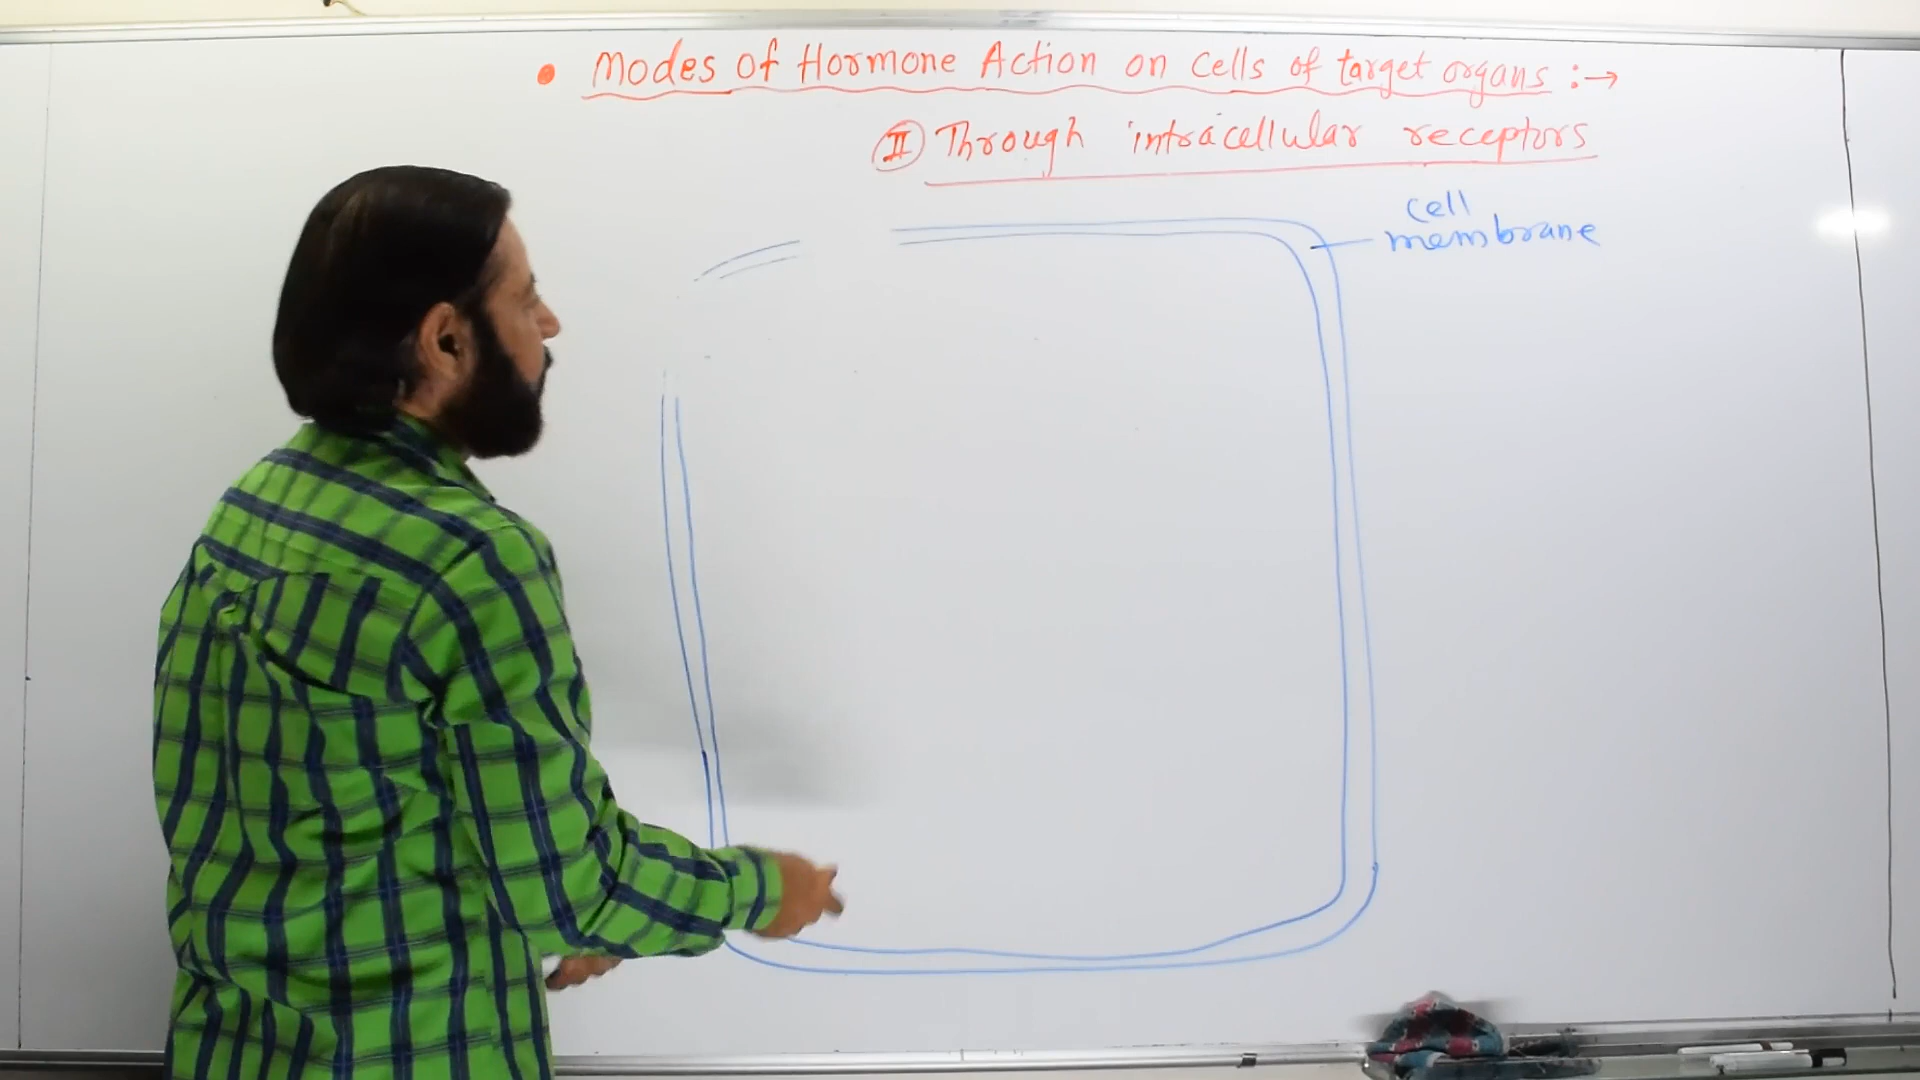 • Modes of Hormone Action on cells of target organs :→
II Through intracellular receptors
cell
membrane